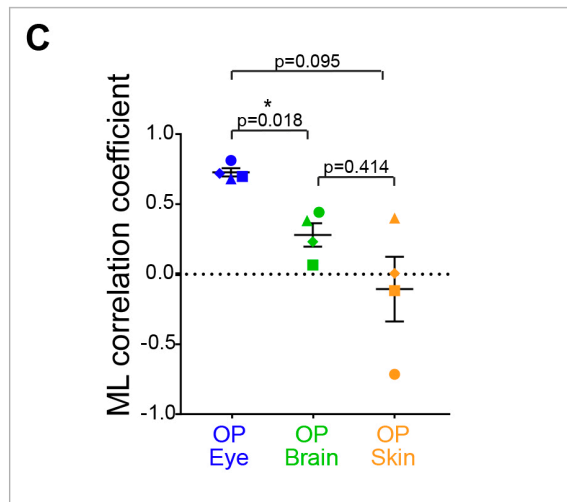 C
p=0.095
*
p=0.018
p=0.414
ML correlation coefficient
1.0
0.5
0.0
-0.5
-1.0
OP
Eye
OP
Brain
OP
Skin